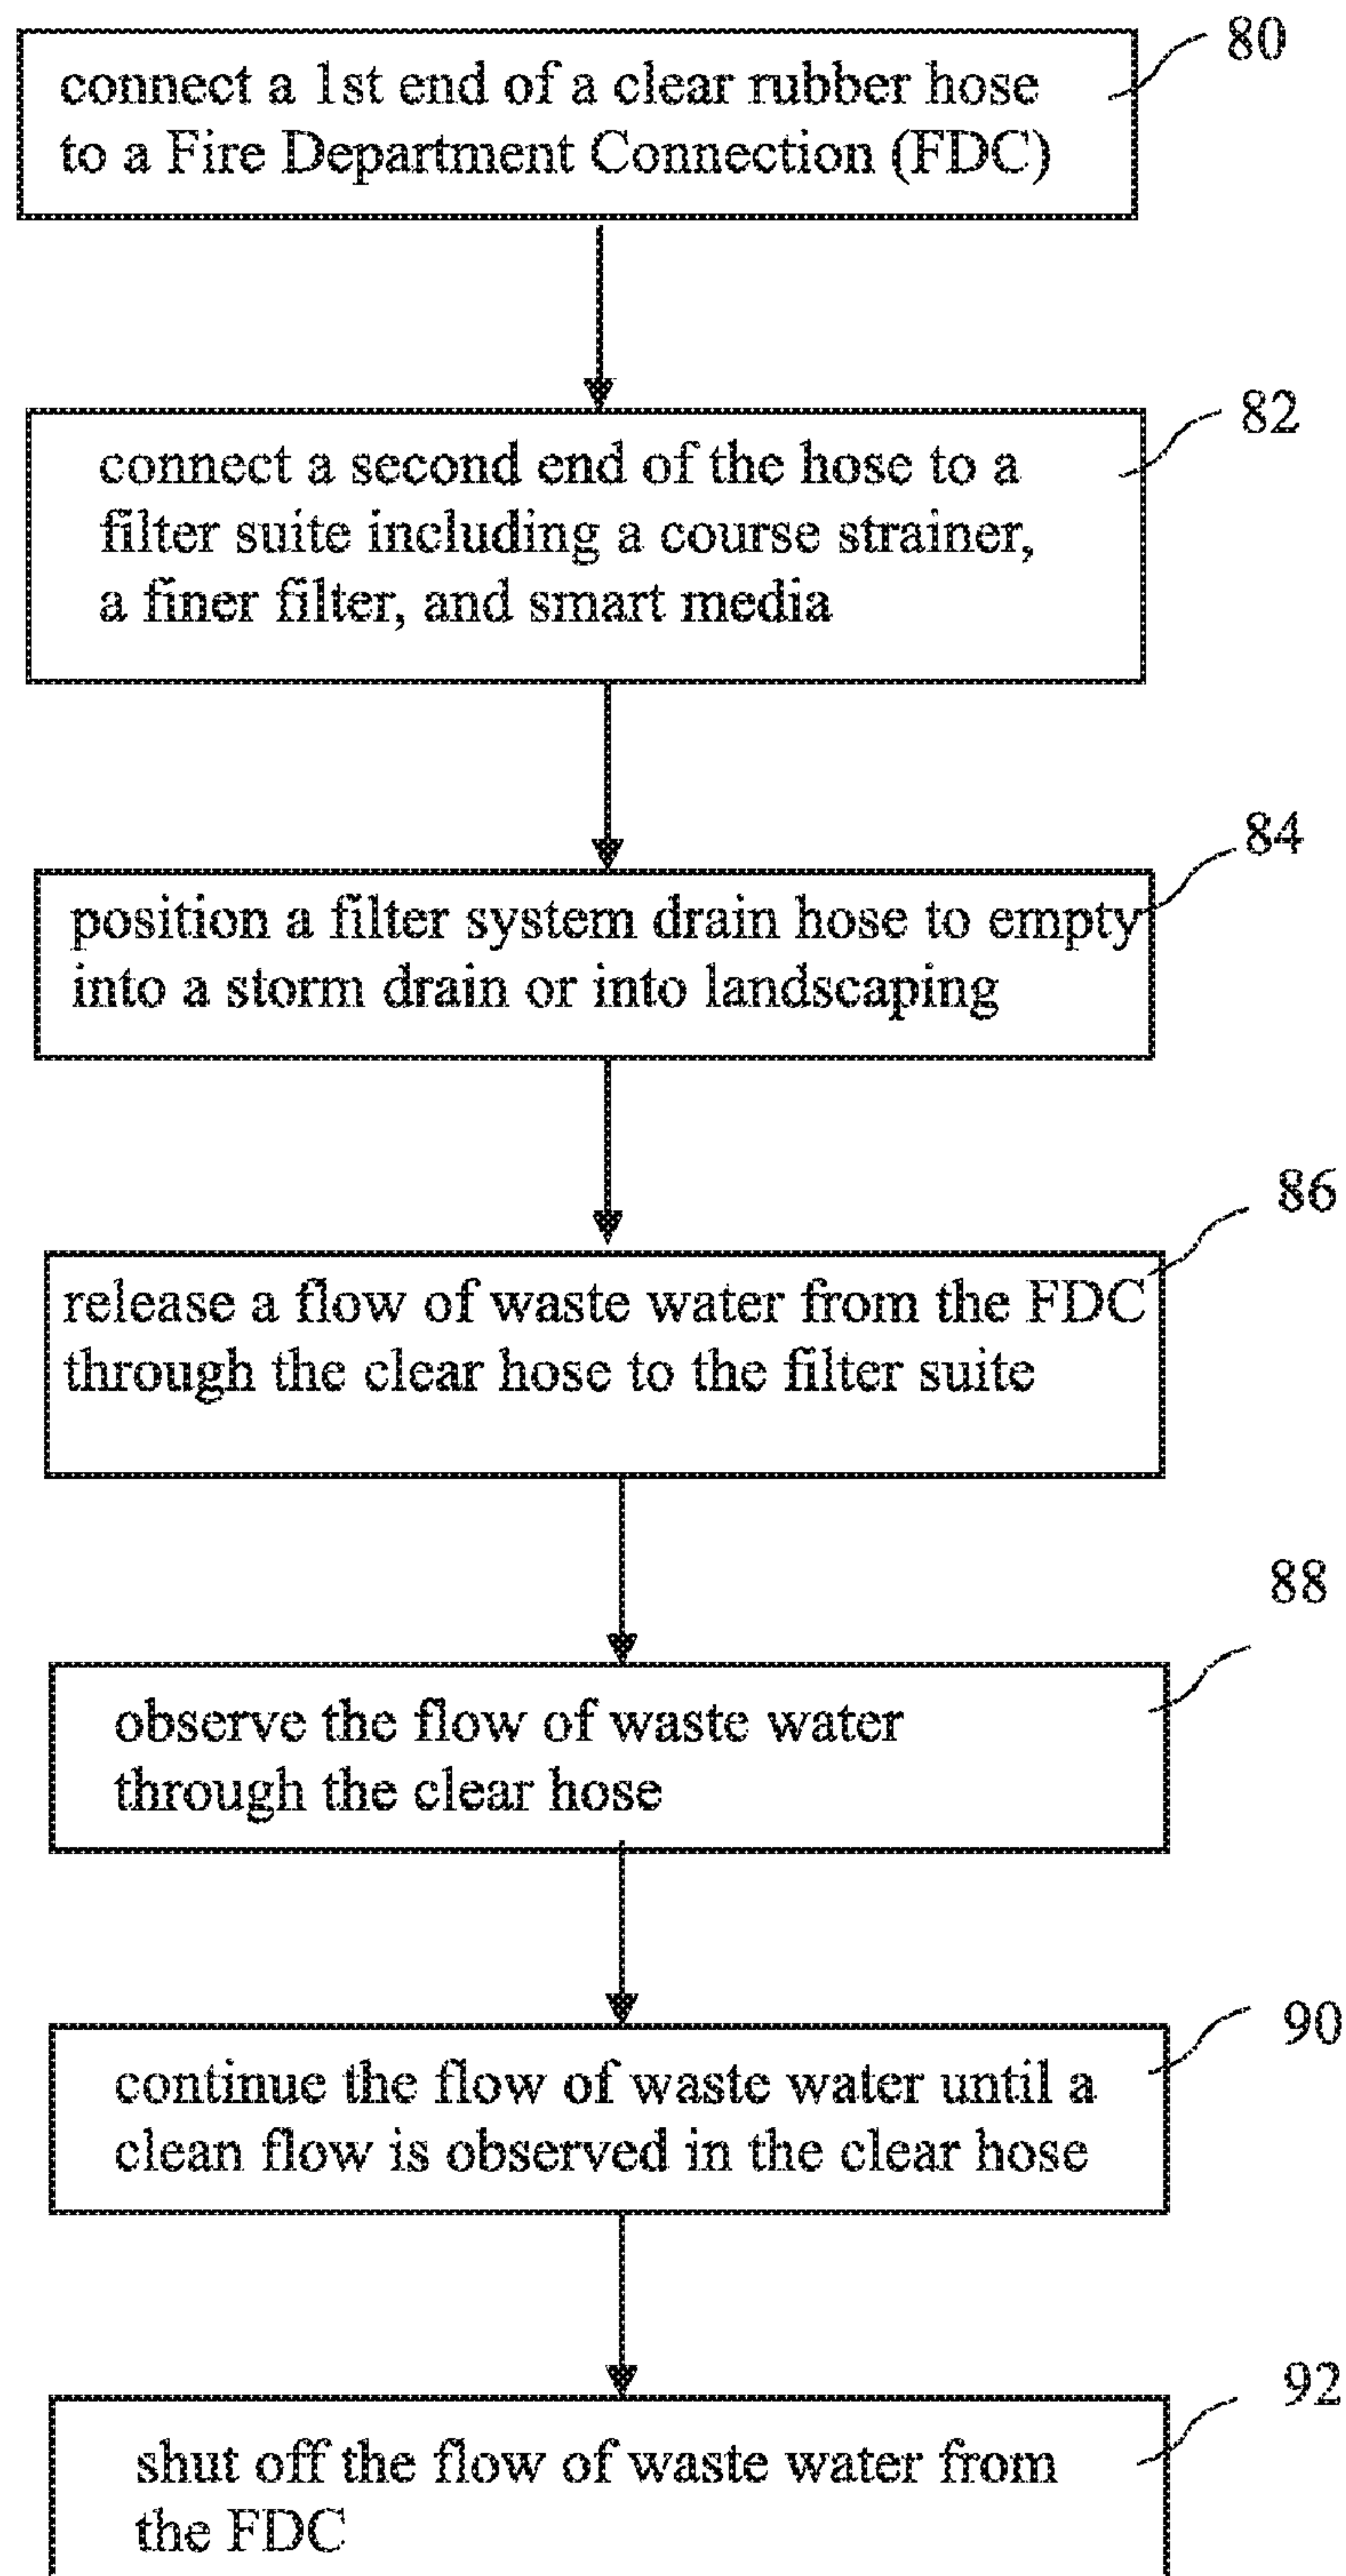 80
connect a 1st end of a clear rubber hose
to a Fire Department Connection (FDC)
82
connect a second end of the hose to a
filter suite including a course strainer,
a finer filter, and smart media
84
position a filter system drain hose to empty
into a storm drain or into landscaping
86
release a flow of waste water from the FDC
through the clear hose to the filter suite
88
observe the flow of waste water
through the clear hose
90
continue the flow of waste water until a
clean flow is observed in the clear hose
92
shut off the flow of waste water from
the FDC